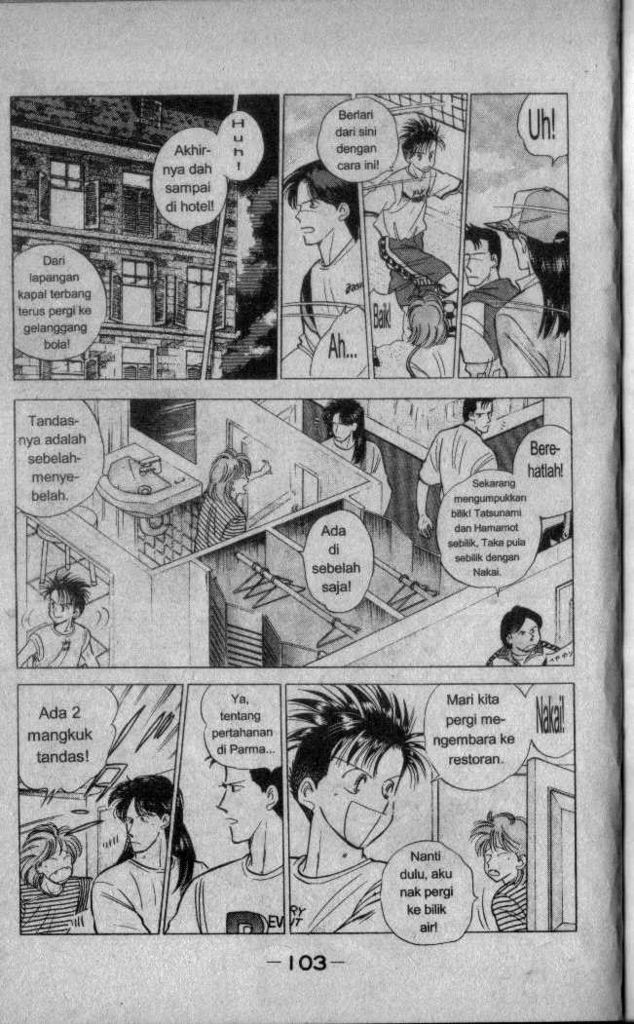 Huh!
Akhir-
nya dah
sampai
di hotel!
Dari
lapangan
kapal terbang
terus pergi ke
gelanggang
bola!
Berlari
dari sini
dengan
cara ini!
Ah...
Baik!
Uh!
Tandas-
nya adalah
sebelah-
menye-
belah.
Ada
di
sebelah
saja!
Bere-
hatlah!
Sekarang
mengumpukkan
bilik! Tatsunami
dan Hamamot
sebilik, Taka pula
sebilik dengan
Nakai.
Ada 2
mangkuk
tandas!
Ya,
tentang
pertahanan
di Parma...
Mari kita
pergi me-
ngembara ke
restoran.
Nakai!
Nanti
dulu, aku
nak pergi
ke bilik
air!
— 103 —